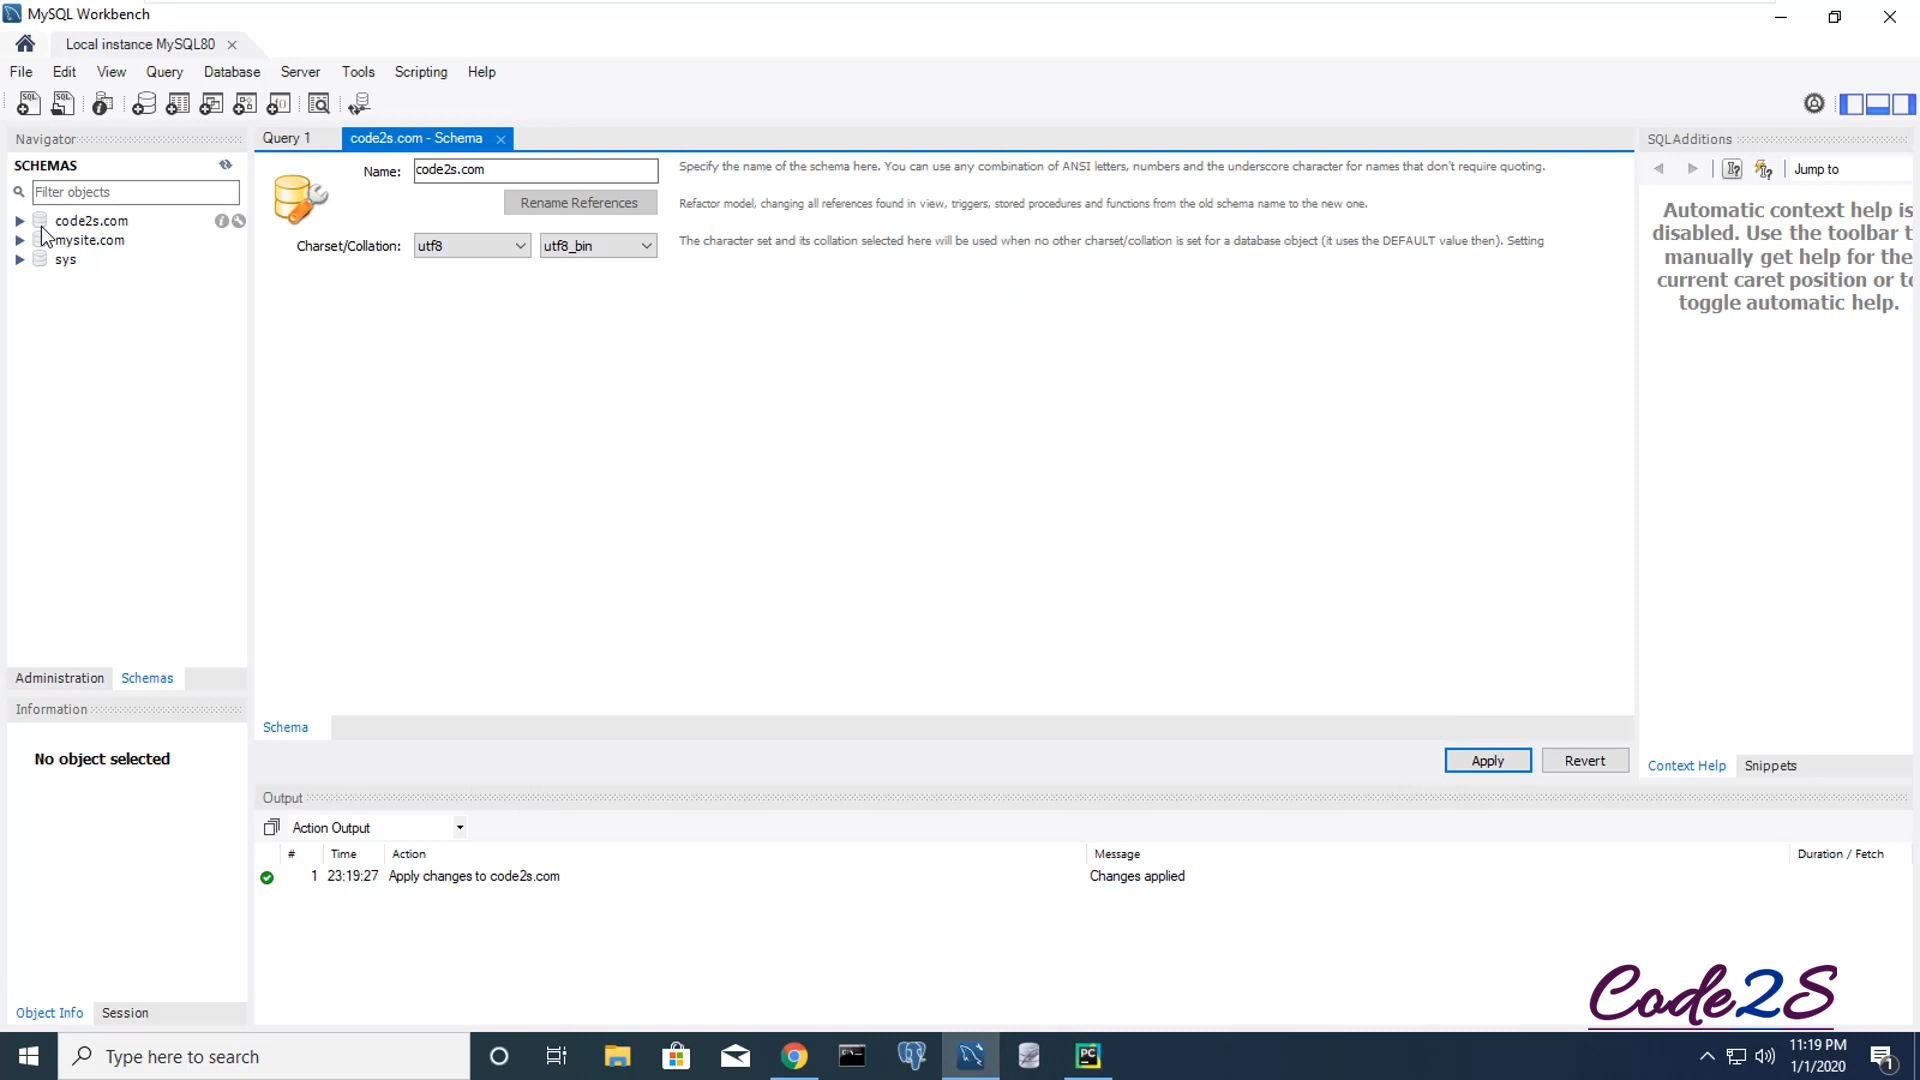 MySQL Workbench
Local instance MySQL80
File Edit View Query Database Server Tools Scripting Help
Navigator
SCHEMAS
Filter objects
code2s.com
mysite.com
sys
Administration Schemas
Information
No object selected
Object Info Session
Query 1 code2s.com - Schema
Name: code2s.com
Specify the name of the schema here. You can use any combination of ANSI letters, numbers and the underscore character for names that don't require quoting.
Rename References
Refactor model, changing all references found in view, triggers, stored procedures and functions from the old schema name to the new one.
Charset/Collation: utf8 utf8_bin
The character set and its collation selected here will be used when no other charset/collation is set for a database object (it uses the DEFAULT value then). Setting
Schema
Apply Revert
SQLAdditions
Jump to
Automatic context help is
disabled. Use the toolbar t
manually get help for the
current caret position or to
toggle automatic help.
Context Help Snippets
Output
Action Output
# Time Action Message Duration / Fetch
1 23:19:27 Apply changes to code2s.com Changes applied
Code2S
Type here to search
11:19 PM
1/1/2020
1